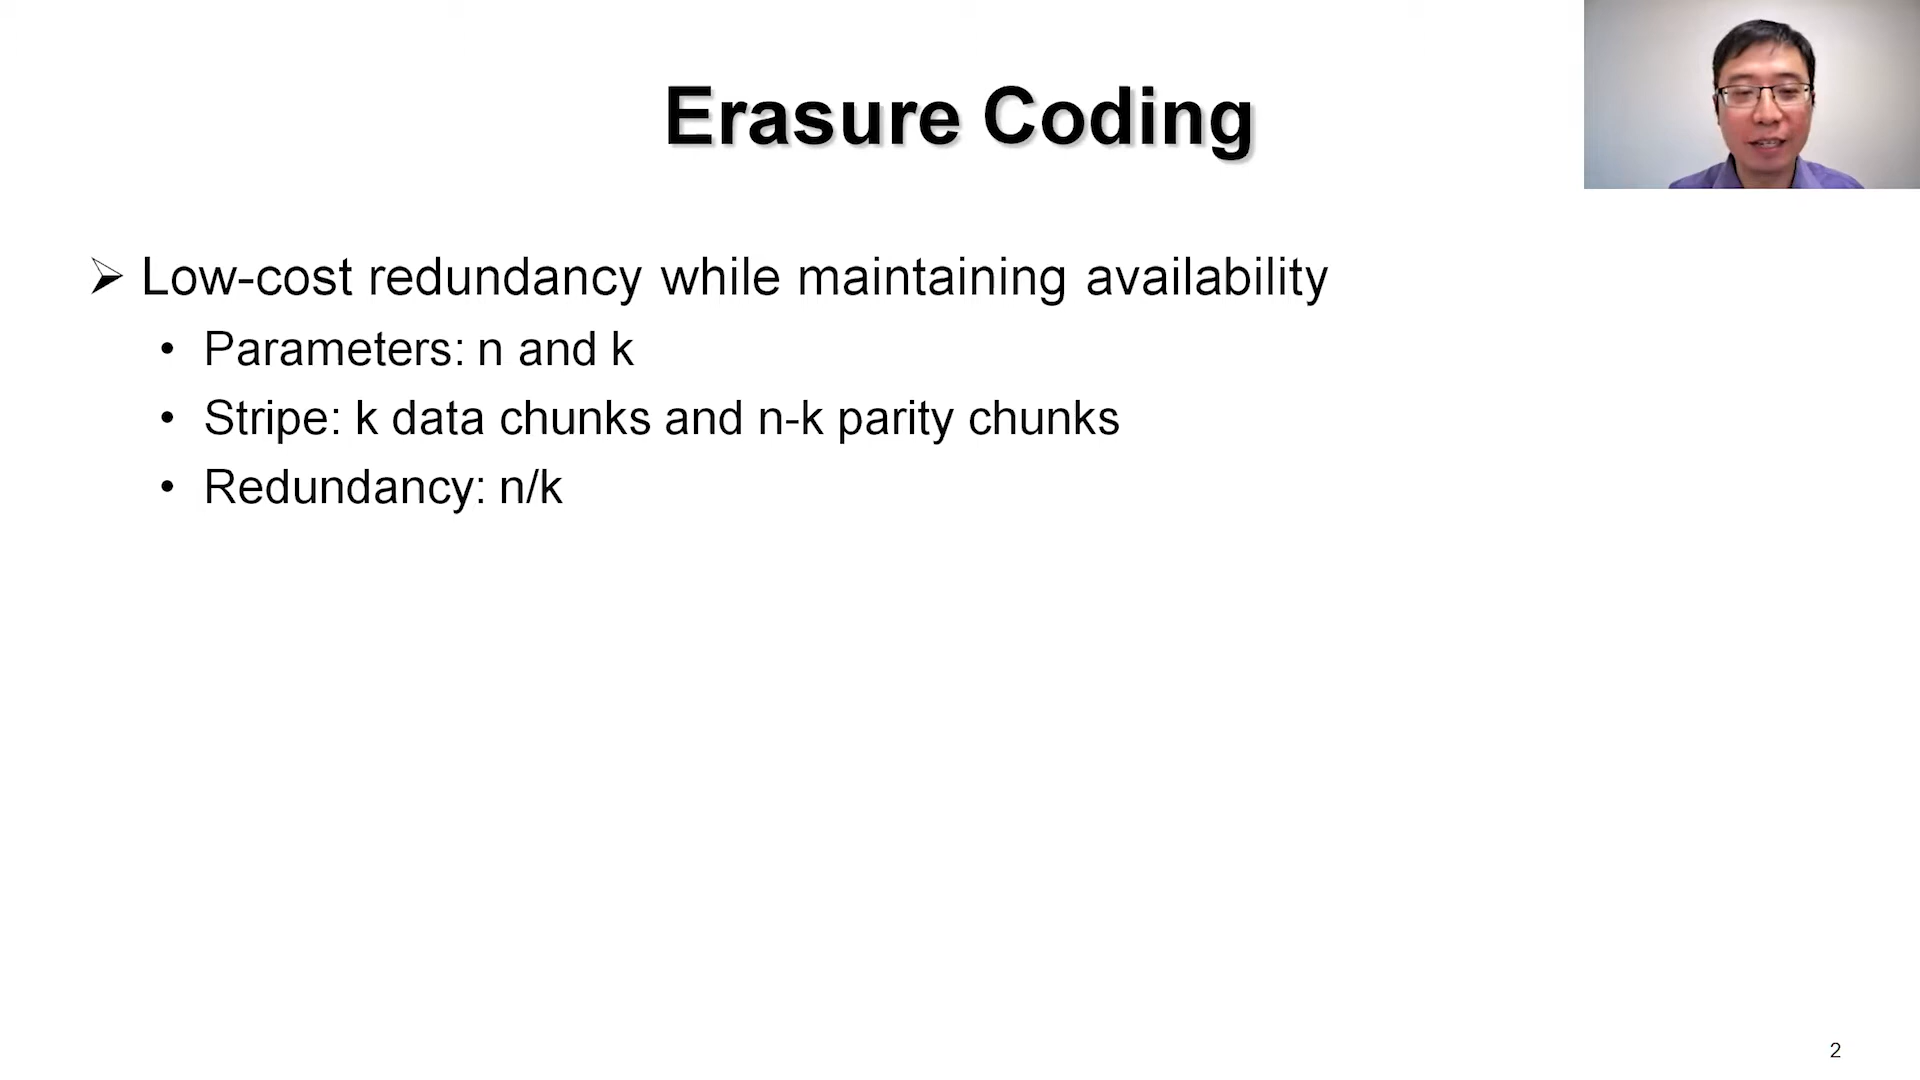 Erasure Coding
➢ Low-cost redundancy while maintaining availability
• Parameters: n and k
• Stripe: k data chunks and n-k parity chunks
• Redundancy: n/k
2